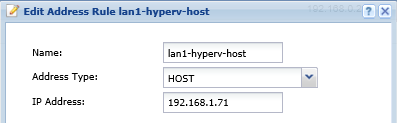 Edit Address Rule lan1-hyperv-host
Name: lan1-hyperv-host
Address Type: HOST
IP Address: 192.168.1.71